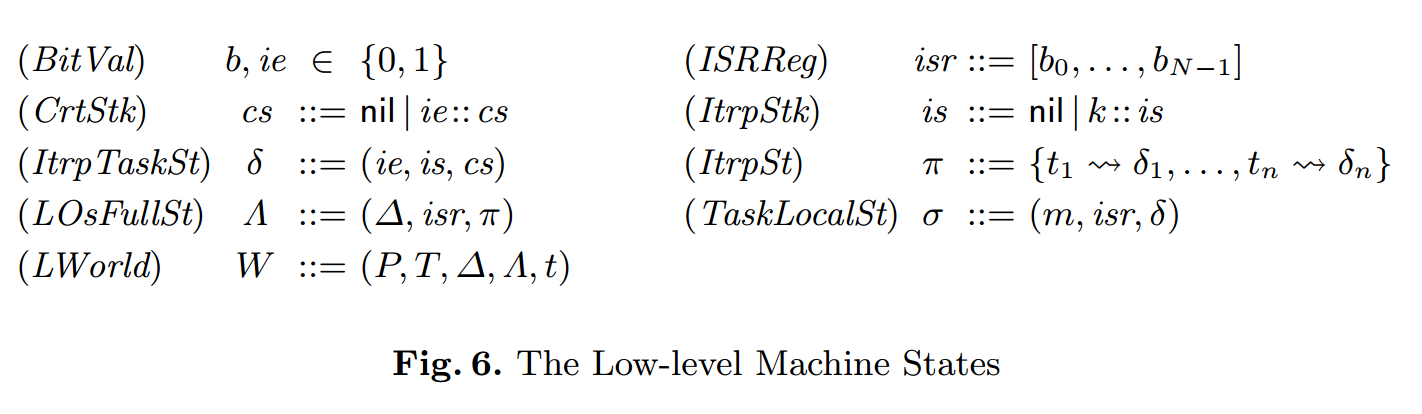 (BitVal) b, ie ∈ {0, 1} (ISRReg) isr ::= [b₀, . . . , b_{N−1}]
(CrtStk) cs ::= nil | ie :: cs (ItrpStk) is ::= nil | k :: is
(ItrpTaskSt) δ ::= (ie, is, cs) (ItrpSt) π ::= {t₁ ⇝ δ₁, . . . , tₙ ⇝ δₙ}
(LOsFullSt) Λ ::= (Δ, isr, π) (TaskLocalSt) σ ::= (m, isr, δ)
(LWorld) W ::= (P, T, Δ, Λ, t)
Fig. 6. The Low-level Machine States